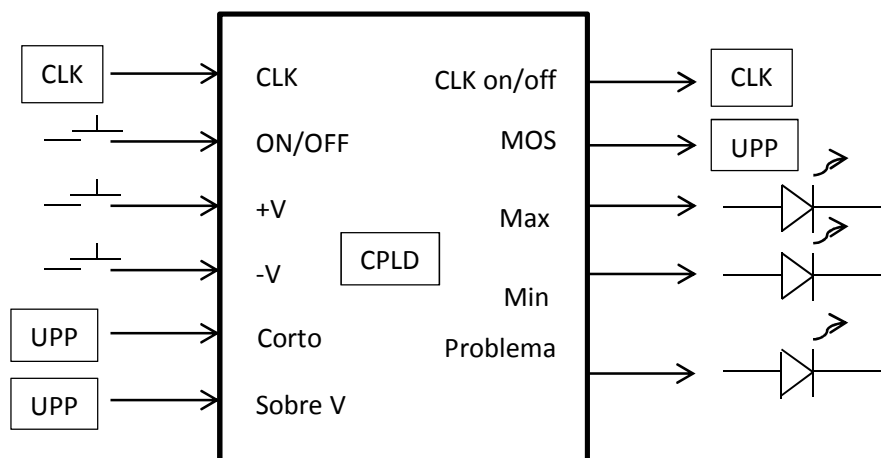 CLK
CLK
CLK on/off
CLK
ON/OFF
MOS
UPP
+V
Max
-V
CPLD
Min
UPP
Corto
Problema
UPP
Sobre V